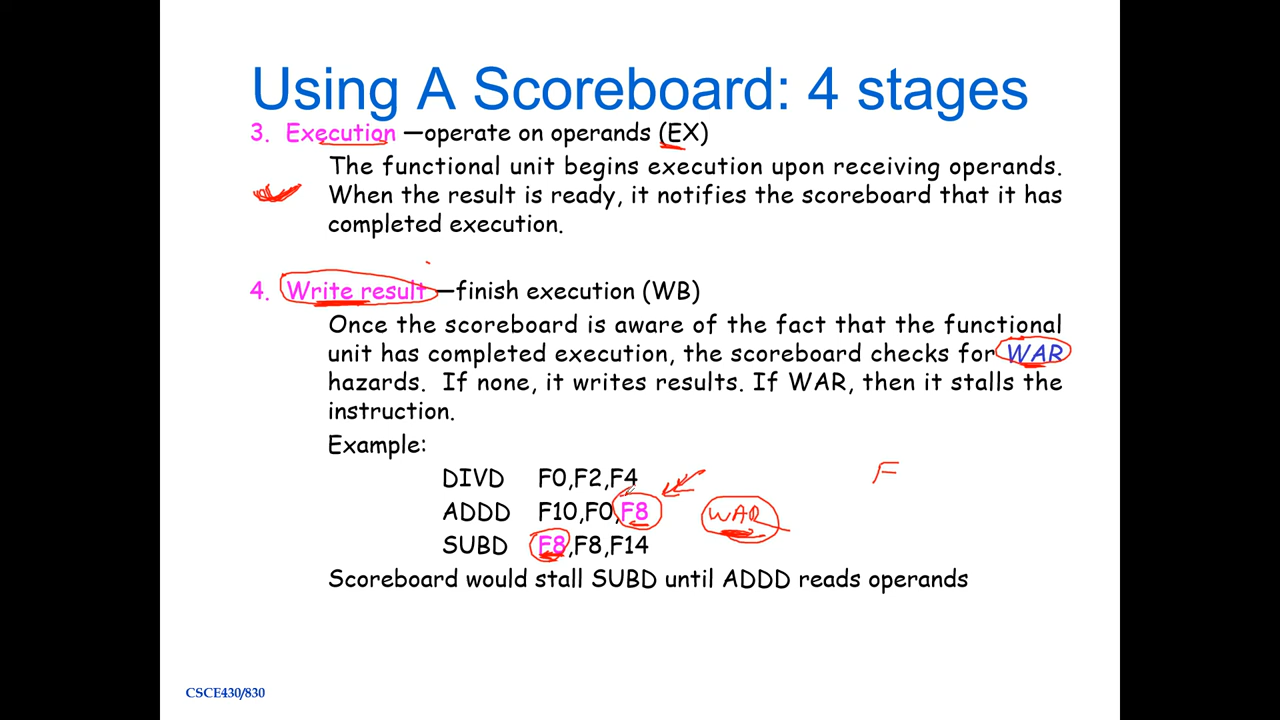 Using A Scoreboard: 4 stages
3. Execution —operate on operands (EX)
The functional unit begins execution upon receiving operands.
When the result is ready, it notifies the scoreboard that it has
completed execution.
4. Write result —finish execution (WB)
Once the scoreboard is aware of the fact that the functional
unit has completed execution, the scoreboard checks for WAR
hazards. If none, it writes results. If WAR, then it stalls the
instruction.
Example:
DIVD F0,F2,F4
F
ADDD F10,F0,F8 WAR
SUBD F8,F8,F14
Scoreboard would stall SUBD until ADDD reads operands
CSCE430/830